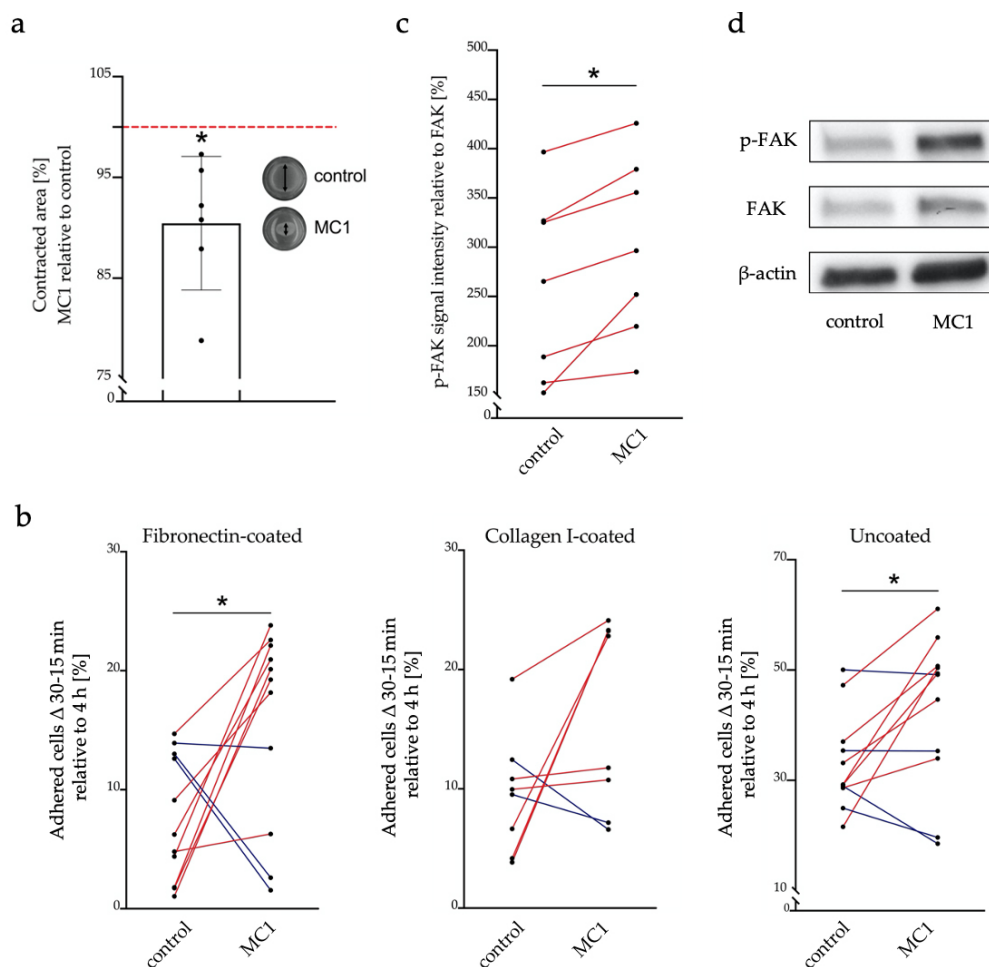 a
105
95
85
75
0
Contracted area [%]
MC1 relative to control
*
control
MC1
c
500
450
400
350
300
250
200
150
0
p-FAK signal intensity relative to FAK [%]
*
control
MC1
d
p-FAK
FAK
β-actin
control
MC1
b
Fibronectin-coated
30
20
10
0
Adhered cells Δ 30-15 min
relative to 4 h [%]
*
control
MC1
Collagen I-coated
30
20
10
0
Adhered cells Δ 30-15 min
relative to 4 h [%]
control
MC1
Uncoated
70
50
30
10
0
Adhered cells Δ 30-15 min
relative to 4 h [%]
*
control
MC1